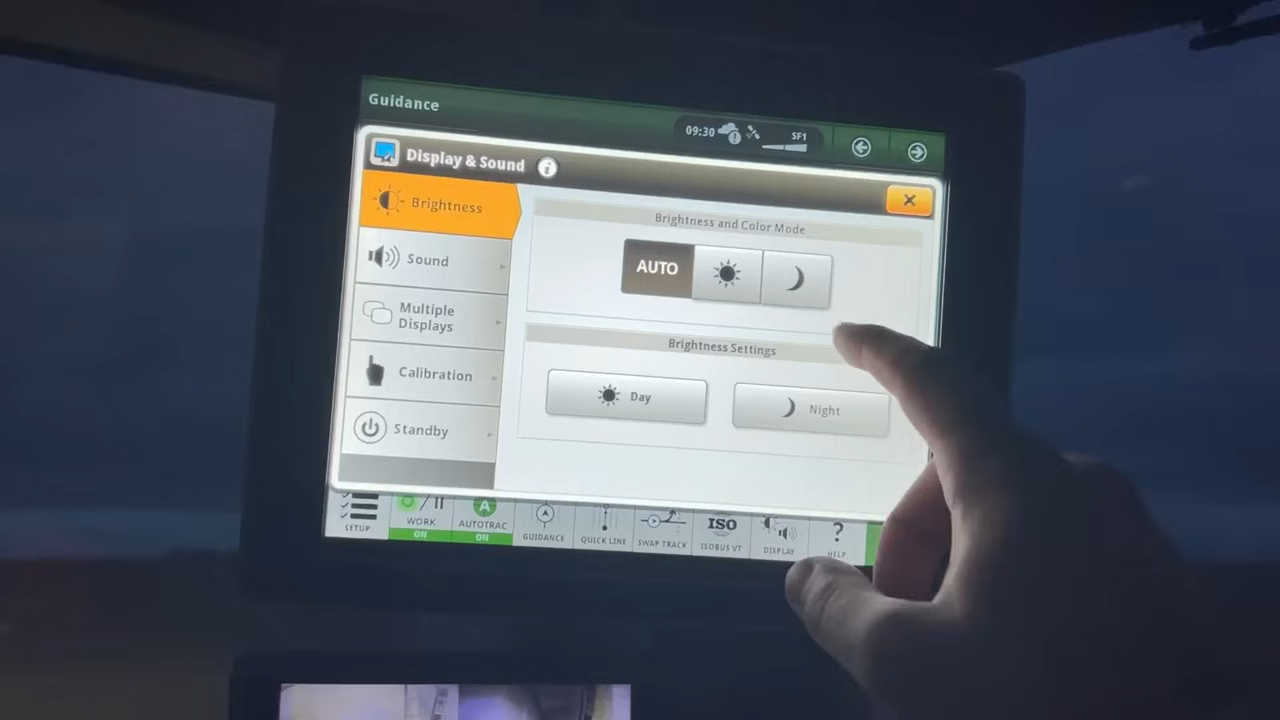 Guidance
09:30
SF1
Display & Sound
Brightness
Sound
Multiple
Displays
Calibration
Standby
Brightness and Color Mode
AUTO
Brightness Settings
Day
Night
SETUP
WORK
ON
A
AUTOTRAC
ON
GUIDANCE
QUICK LINE
SWAP TRACK
ISO
ISOBUS VT
DISPLAY
?
HELP